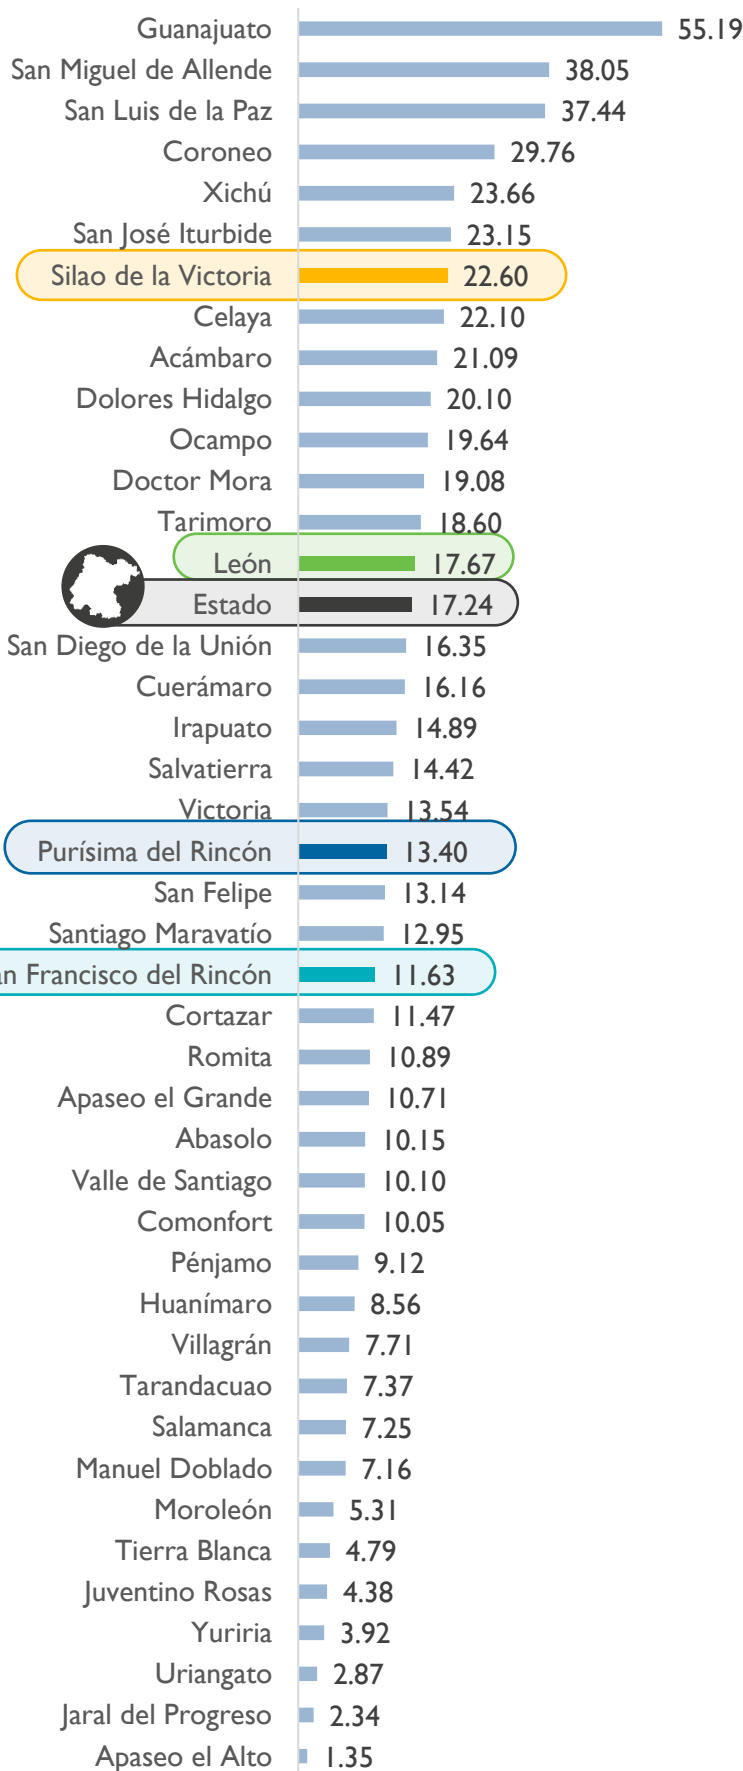 Guanajuato 55.19
San Miguel de Allende 38.05
San Luis de la Paz 37.44
Coroneo 29.76
Xichú 23.66
San José Iturbide 23.15
Silao de la Victoria 22.60
Celaya 22.10
Acámbaro 21.09
Dolores Hidalgo 20.10
Ocampo 19.64
Doctor Mora 19.08
Tarimoro 18.60
León 17.67
Estado 17.24
San Diego de la Unión 16.35
Cuerámaro 16.16
Irapuato 14.89
Salvatierra 14.42
Victoria 13.54
Purísima del Rincón 13.40
San Felipe 13.14
Santiago Maravatío 12.95
an Francisco del Rincón 11.63
Cortazar 11.47
Romita 10.89
Apaseo el Grande 10.71
Abasolo 10.15
Valle de Santiago 10.10
Comonfort 10.05
Pénjamo 9.12
Huanímaro 8.56
Villagrán 7.71
Tarandacuao 7.37
Salamanca 7.25
Manuel Doblado 7.16
Moroleón 5.31
Tierra Blanca 4.79
Juventino Rosas 4.38
Yuriria 3.92
Uriangato 2.87
Jaral del Progreso 2.34
Apaseo el Alto 1.35